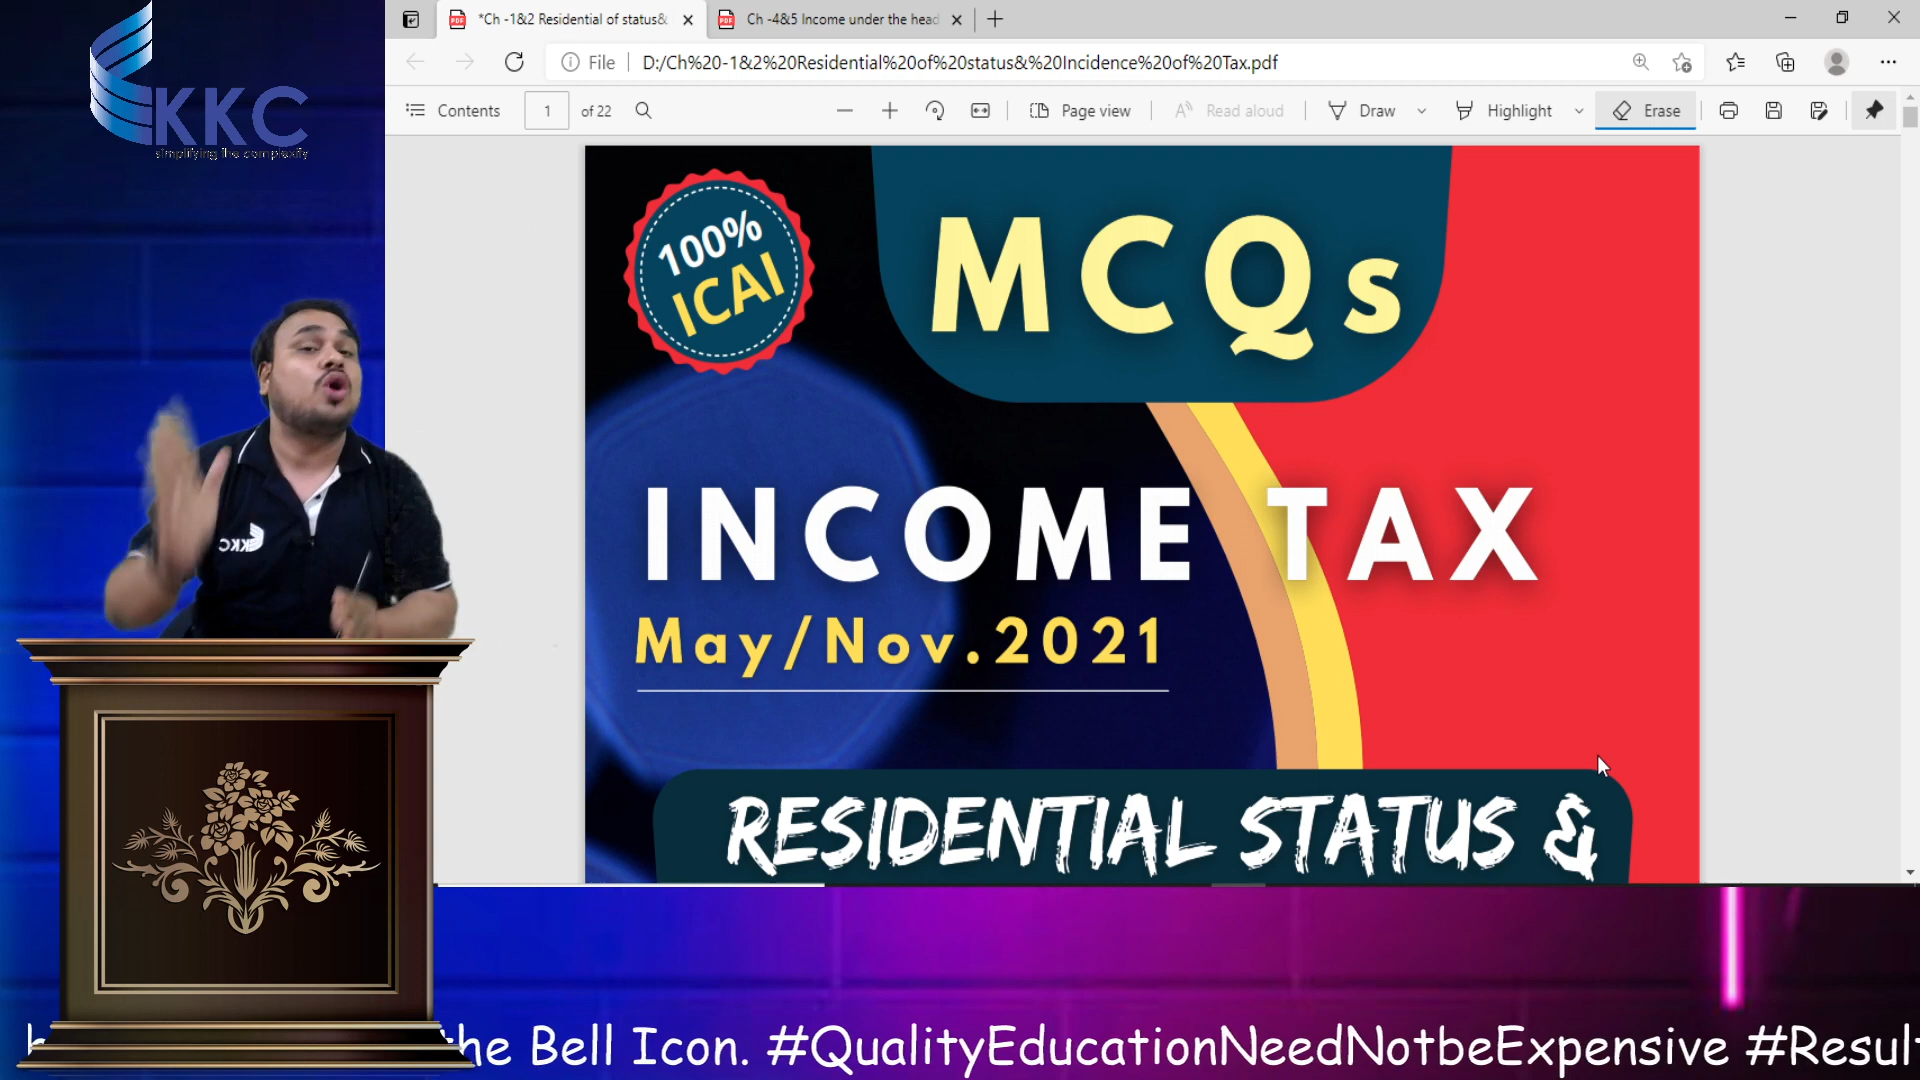 KKC
simplifying the complexity
*Ch -1&2 Residential of status&
Ch -4&5 Income under the head
File
D:/Ch%20-1&2%20Residential%20of%20status&%20Incidence%20of%20Tax.pdf
Contents
1
of 22
Page view
Read aloud
Draw
Highlight
Erase
100%
ICAI
MCQs
INCOME TAX
May/Nov.2021
RESIDENTIAL STATUS &
KKC
the Bell Icon. #QualityEducationNeedNotbeExpensive #Resul